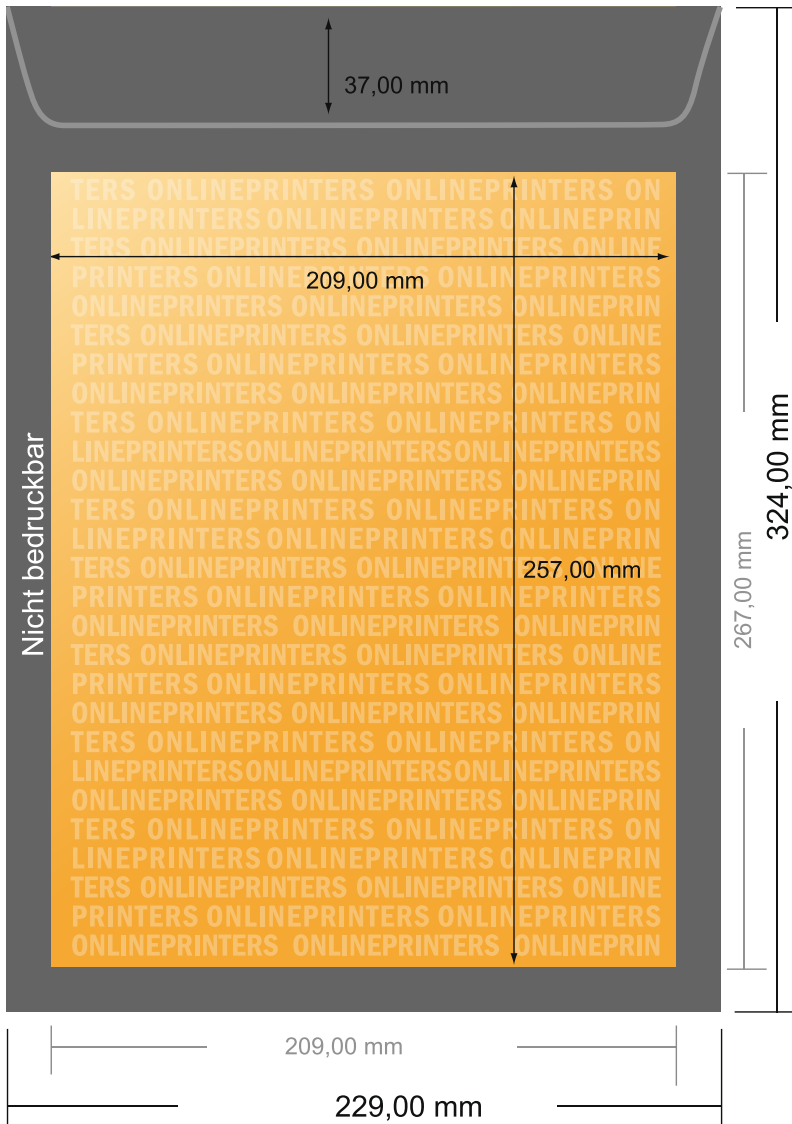 37,00 mm
TERS ONLINEPRINTERS ONLINEPRINTERS ON
LINEPRINTERS ONLINEPRINTERS ONLINEPRIN
TERS ONLINEPRINTERS ONLINEPRINTERS ONLINE
PRINTERS ONLINEPRINTERS ONLINEPRINTERS
209,00 mm
ONLINEPRINTERS ONLINEPRINTERS ONLINEPRIN
TERS ONLINEPRINTERS ONLINEPRINTERS ONLINE
PRINTERS ONLINEPRINTERS ONLINEPRINTERS
ONLINEPRINTERS ONLINEPRINTERS ONLINEPRIN
TERS ONLINEPRINTERS ONLINEPRINTERS ON
LINEPRINTERSONLINEPRINTERSONLINEPRINTERS
ONLINEPRINTERS ONLINEPRINTERS ONLINEPRIN
TERS ONLINEPRINTERS ONLINEPRINTERS ON
LINEPRINTERS ONLINEPRINTERS ONLINEPRIN
TERS ONLINEPRINTERS ONLINEPRINTERS ONLINE
257,00 mm
PRINTERS ONLINEPRINTERS ONLINEPRINTERS
ONLINEPRINTERS ONLINEPRINTERS ONLINEPRIN
TERS ONLINEPRINTERS ONLINEPRINTERS ONLINE
PRINTERS ONLINEPRINTERS ONLINEPRINTERS
ONLINEPRINTERS ONLINEPRINTERS ONLINEPRIN
TERS ONLINEPRINTERS ONLINEPRINTERS ON
LINEPRINTERSONLINEPRINTERSONLINEPRINTERS
ONLINEPRINTERS ONLINEPRINTERS ONLINEPRIN
TERS ONLINEPRINTERS ONLINEPRINTERS ON
LINEPRINTERS ONLINEPRINTERS ONLINEPRIN
TERS ONLINEPRINTERS ONLINEPRINTERS ONLINE
PRINTERS ONLINEPRINTERS ONLINEPRINTERS
ONLINEPRINTERS ONLINEPRINTERS ONLINEPRIN
Nicht bedruckbar
267,00 mm
324,00 mm
209,00 mm
229,00 mm